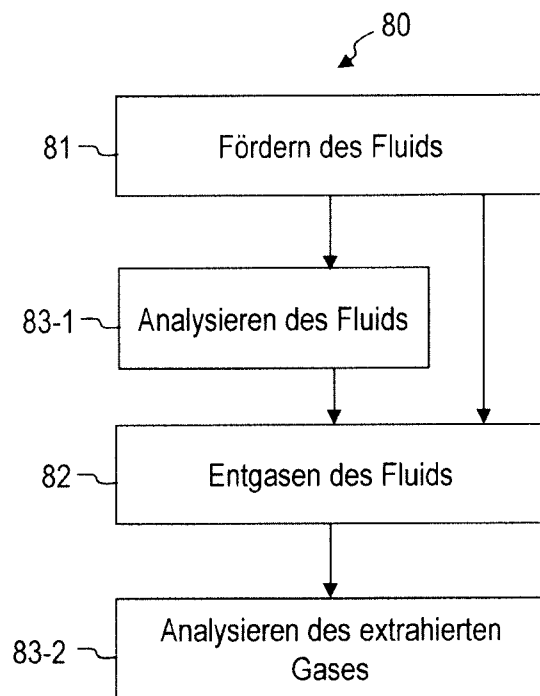 80
81
Fördern des Fluids
83-1
Analysieren des Fluids
82
Entgasen des Fluids
83-2
Analysieren des extrahierten
Gases